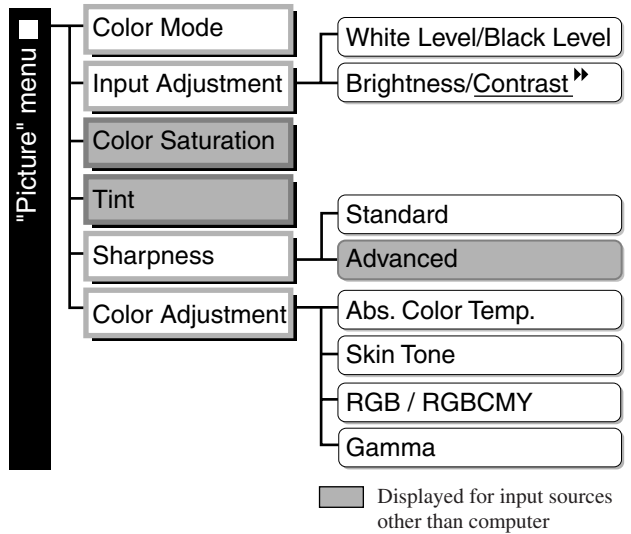 ■ "Picture" menu
Color Mode
Input Adjustment
White Level/Black Level
Brightness/Contrast
Color Saturation
Tint
Sharpness
Standard
Advanced
Color Adjustment
Abs. Color Temp.
Skin Tone
RGB / RGBCMY
Gamma
Displayed for input sources
other than computer